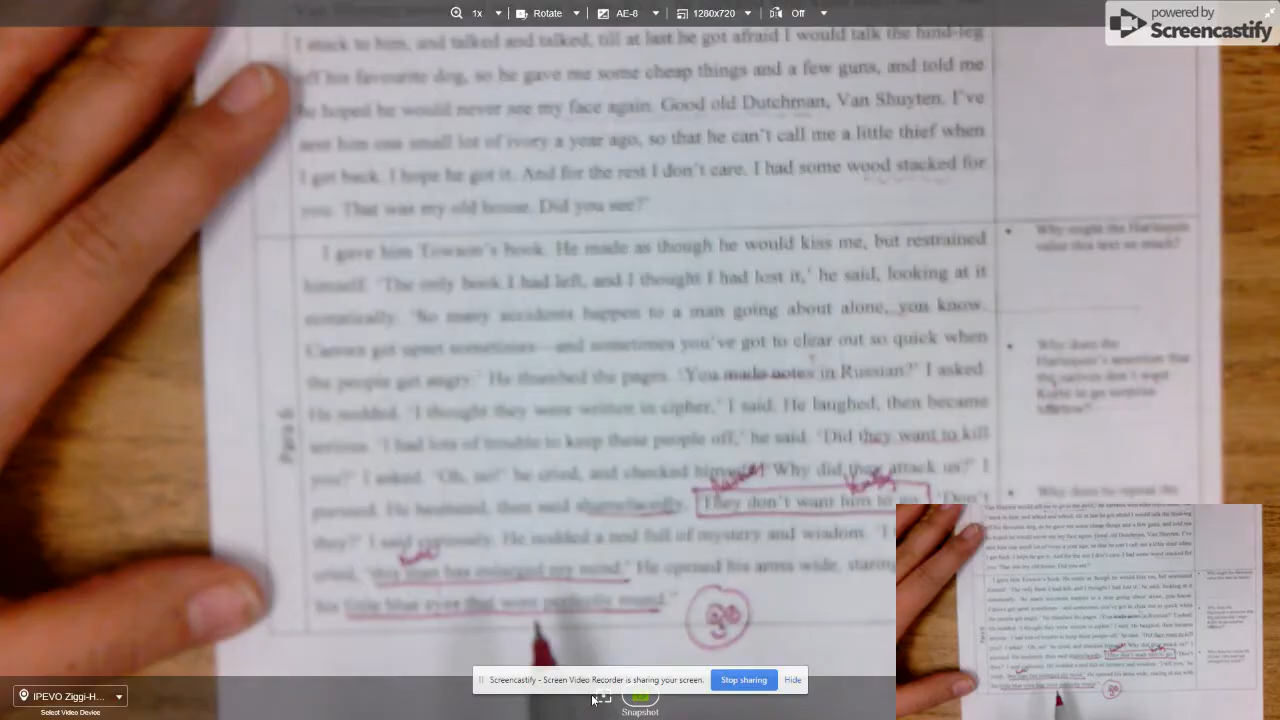 1x Rotate AE-8 1280x720 Off
powered by
Screencastify
I stuck to him, and talked and talked, till at last he got afraid I would talk the hind-leg
off his favourite dog, so he gave me some cheap things and a few guns, and told me
he hoped he would never see my face again. Good old Dutchman, Van Shuyten. I've
sent him one small lot of ivory a year ago, so that he can't call me a little thief when
I get back. I hope he got it. And for the rest I don't care. I had some wood stacked for
you. That was my old house. Did you see?'
I gave him Towson's book. He made as though he would kiss me, but restrained
himself. 'The only book I had left, and I thought I had lost it,' he said, looking at it
ecstatically. 'So many accidents happen to a man going about alone, you know.
Canoes get upset sometimes—and sometimes you've got to clear out so quick when
the people get angry.' He thumbed the pages. 'You made notes in Russian?' I asked.
He nodded. 'I thought they were written in cipher,' I said. He laughed, then became
serious. 'I had lots of trouble to keep these people off,' he said. 'Did they want to kill
you?' I asked. 'Oh, no!' he cried, and checked himself. 'Why did they attack us?' I
pursued. He hesitated, then said shamefacedly, 'They don't want him to go.' 'Don't
they?' I said curiously. He nodded a nod full of mystery and wisdom. 'I
cried, 'this man has enlarged my mind.' He opened his arms wide, staring
his little blue eyes that were perfectly round."
Why might the Harlequin
value this text so much?
Why does the
Harlequin's assertion that
the natives don't want
Kurtz to go surprise
Marlow?
Why does he repeat the
Screencastify - Screen Video Recorder is sharing your screen. Stop sharing Hide
IPEVO Ziggi-H...
Select Video Device
Snapshot